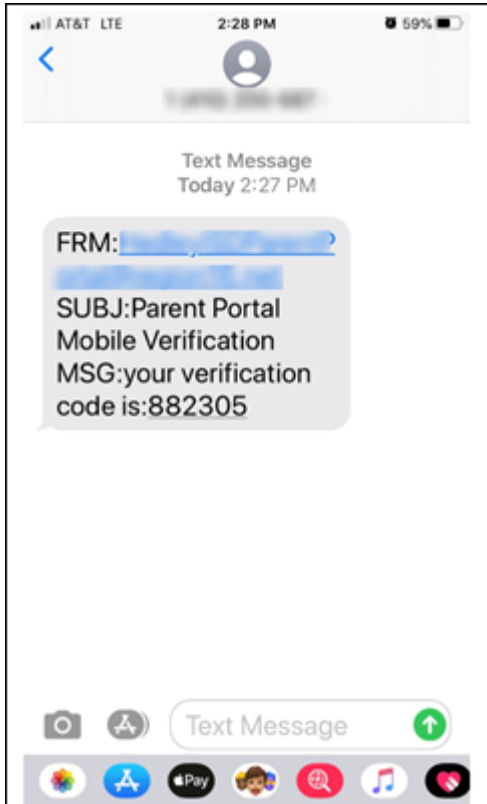 AT&T LTE 2:28 PM 59%
Text Message
Today 2:27 PM
FRM:
SUBJ:Parent Portal
Mobile Verification
MSG:your verification
code is:882305
Text Message
Pay